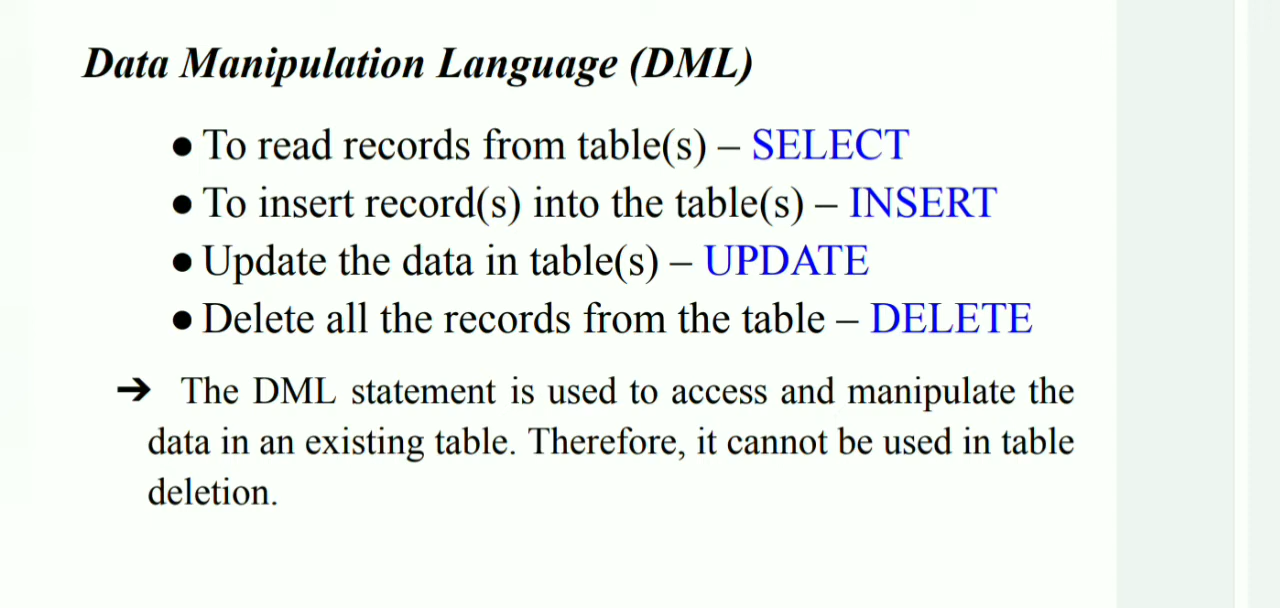 Data Manipulation Language (DML)
● To read records from table(s) – SELECT
● To insert record(s) into the table(s) – INSERT
● Update the data in table(s) – UPDATE
● Delete all the records from the table – DELETE
➔ The DML statement is used to access and manipulate the
data in an existing table. Therefore, it cannot be used in table
deletion.